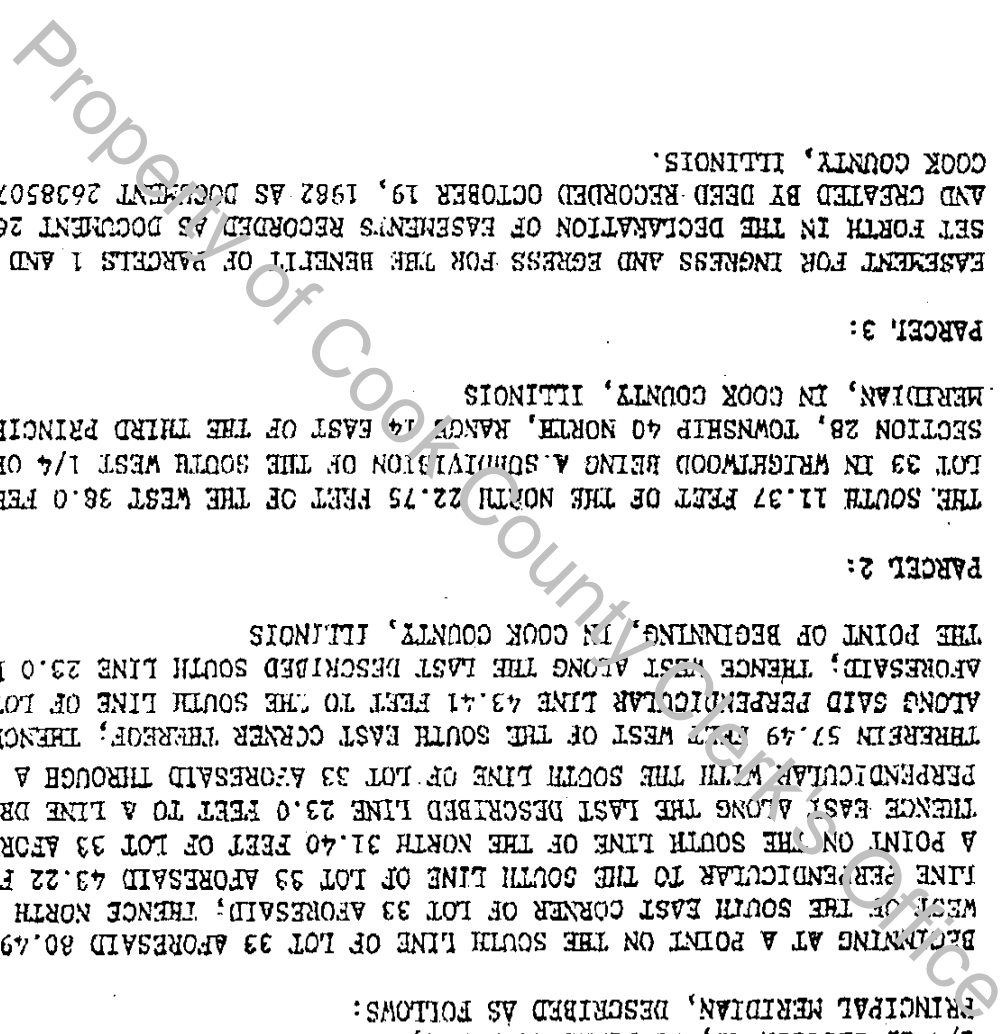 PRINCIPAL MERIDIAN, DESCRIBED AS FOLLOWS:
BEGINNING AT A POINT ON THE SOUTH LINE OF LOT 33 AFORESAID 80.49
WEST OF THE SOUTH EAST CORNER OF LOT 33 AFORESAID; THENCE NORTH
LINE PERPENDICULAR TO THE SOUTH LINE OF LOT 33 AFORESAID 43.22 F
A POINT ON THE SOUTH LINE OF THE NORTH 31.40 FEET OF LOT 33 AFOR
THENCE EAST ALONG THE LAST DESCRIBED LINE 23.0 FEET TO A LINE DR
PERPENDICULAR WITH THE SOUTH LINE OF LOT 33 AFORESAID THROUGH A
THEREIN 57.49 FEET WEST OF THE SOUTH EAST CORNER THEREOF; THENC
ALONG SAID PERPENDICULAR LINE 43.41 FEET TO THE SOUTH LINE OF LOT
AFORESAID; THENCE WEST ALONG THE LAST DESCRIBED SOUTH LINE 23.0
THE POINT OF BEGINNING, IN COOK COUNTY, ILLINOIS
PARCEL 2:
THE SOUTH 11.37 FEET OF THE NORTH 22.75 FEET OF THE WEST 38.0 FEE
LOT 33 IN WRIGHTWOOD BEING A SUBDIVISION OF THE SOUTH WEST 1/4 OF
SECTION 28, TOWNSHIP 40 NORTH, RANGE 14 EAST OF THE THIRD PRINCI
MERIDIAN, IN COOK COUNTY, ILLINOIS
PARCEL 3:
EASEMENT FOR INGRESS AND EGRESS FOR THE BENEFIT OF PARCELS 1 AND
SET FORTH IN THE DECLARATION OF EASEMENTS RECORDED AS DOCUMENT 26
AND CREATED BY DEED RECORDED OCTOBER 19, 1982 AS DOCUMENT 2638507
COOK COUNTY, ILLINOIS.
Property of Cook County Clerk's Office